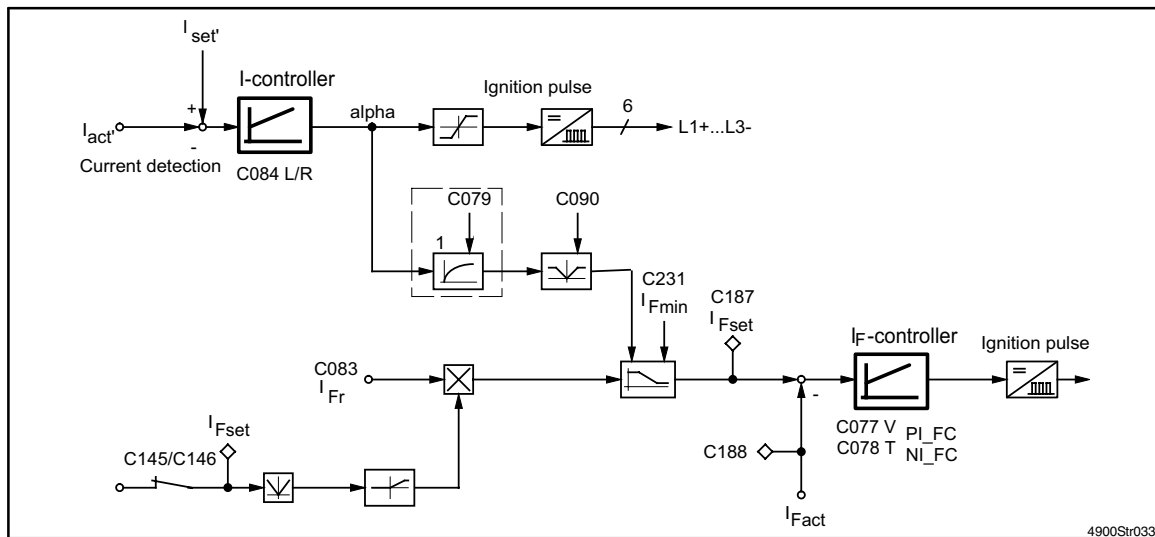 I set'
I-controller
Ignition pulse
+
alpha
6
I act'
L1+...L3-
-
Current detection
C084 L/R
C079
C090
1
C231
I Fmin
C187
I Fset
IF-controller
Ignition pulse
C083
I Fr
-
I Fset
C077 V PI_FC
C078 T NI_FC
C145/C146
C188
I Fact
4900Str033